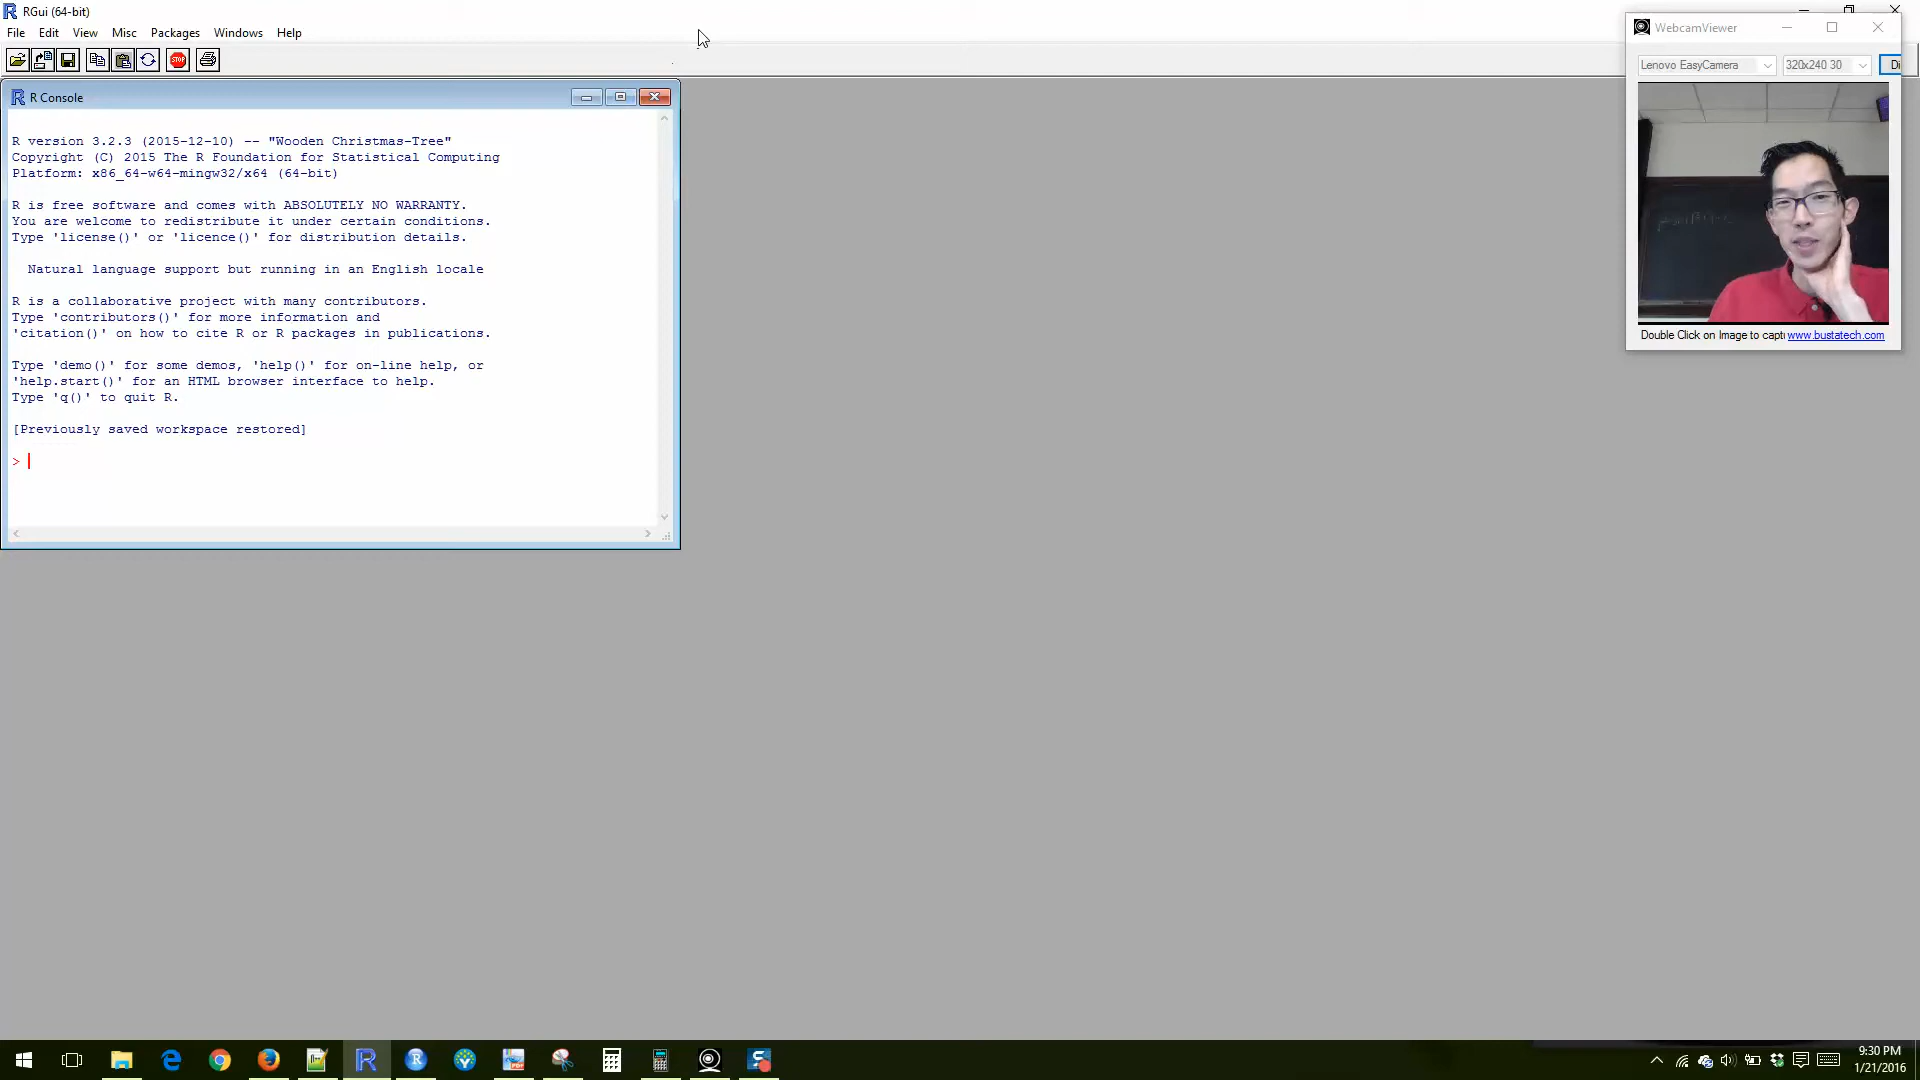 RGui (64-bit)
File Edit View Misc Packages Windows Help
STOP
R Console
R version 3.2.3 (2015-12-10) -- "Wooden Christmas-Tree"
Copyright (C) 2015 The R Foundation for Statistical Computing
Platform: x86_64-w64-mingw32/x64 (64-bit)
R is free software and comes with ABSOLUTELY NO WARRANTY.
You are welcome to redistribute it under certain conditions.
Type 'license()' or 'licence()' for distribution details.
Natural language support but running in an English locale
R is a collaborative project with many contributors.
Type 'contributors()' for more information and
'citation()' on how to cite R or R packages in publications.
Type 'demo()' for some demos, 'help()' for on-line help, or
'help.start()' for an HTML browser interface to help.
Type 'q()' to quit R.
[Previously saved workspace restored]
>
WebcamViewer
Lenovo EasyCamera 320x240 30 Di
Double Click on Image to capt www.bustatech.com
9:30 PM
1/21/2016